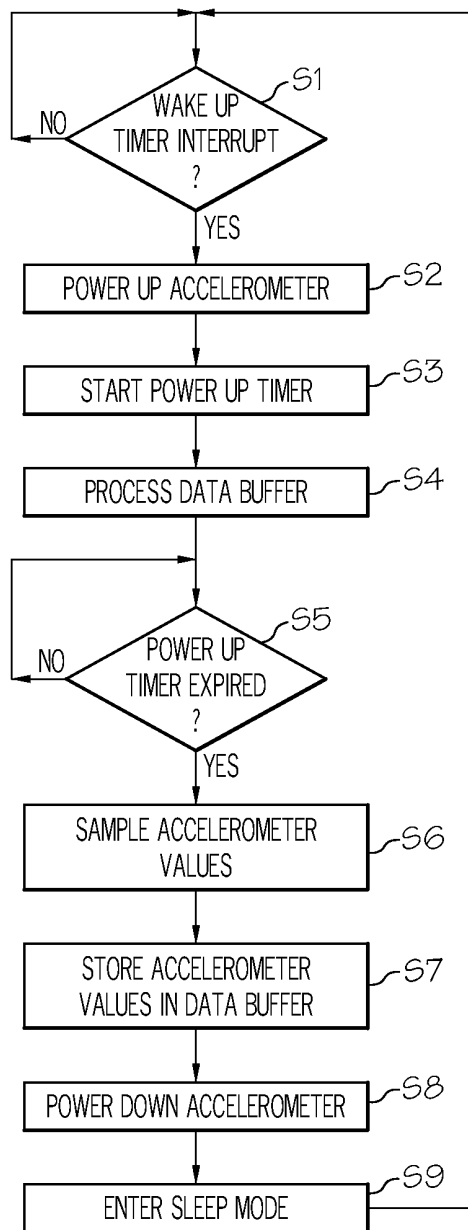 S1
WAKE UP
TIMER INTERRUPT
?
NO
YES
POWER UP ACCELEROMETER
S2
START POWER UP TIMER
S3
PROCESS DATA BUFFER
S4
S5
POWER UP
TIMER EXPIRED
?
NO
YES
SAMPLE ACCELEROMETER
VALUES
S6
STORE ACCELEROMETER
VALUES IN DATA BUFFER
S7
POWER DOWN ACCELEROMETER
S8
ENTER SLEEP MODE
S9